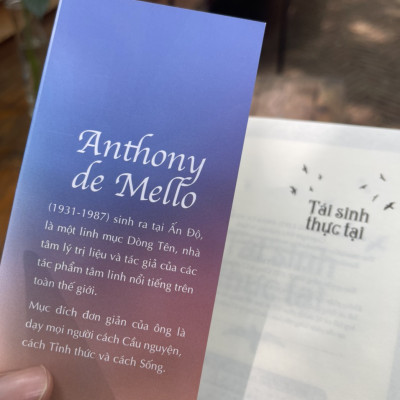 Anthony
de Mello
(1931-1987) sinh ra tại Ấn Độ,
là một linh mục Dòng Tên, nhà
tâm lý trị liệu và tác giả của các
tác phẩm tâm linh nổi tiếng trên
toàn thế giới.
Mục đích đơn giản của ông là
dạy mọi người cách Cầu nguyện,
cách Tỉnh thức và cách Sống.
Tái sinh
thực tại